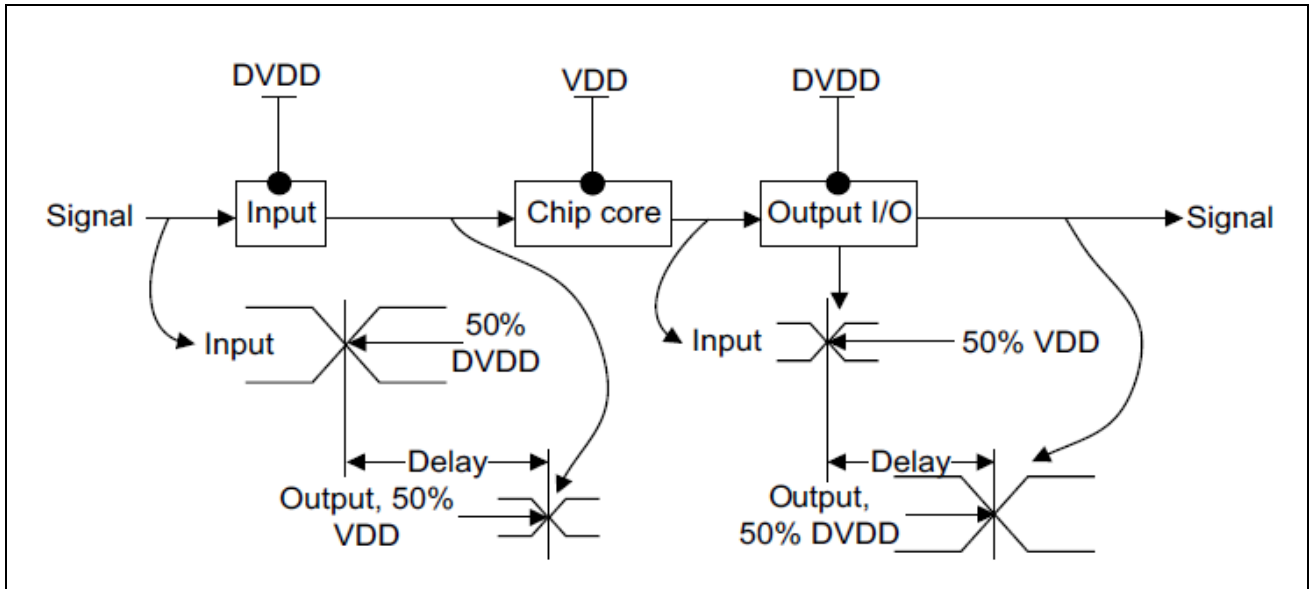 DVDD
VDD
DVDD
Signal
Input
Chip core
Output I/O
Signal
Input
50%
DVDD
Input
50% VDD
Delay
Output, 50%
VDD
Delay
Output,
50% DVDD